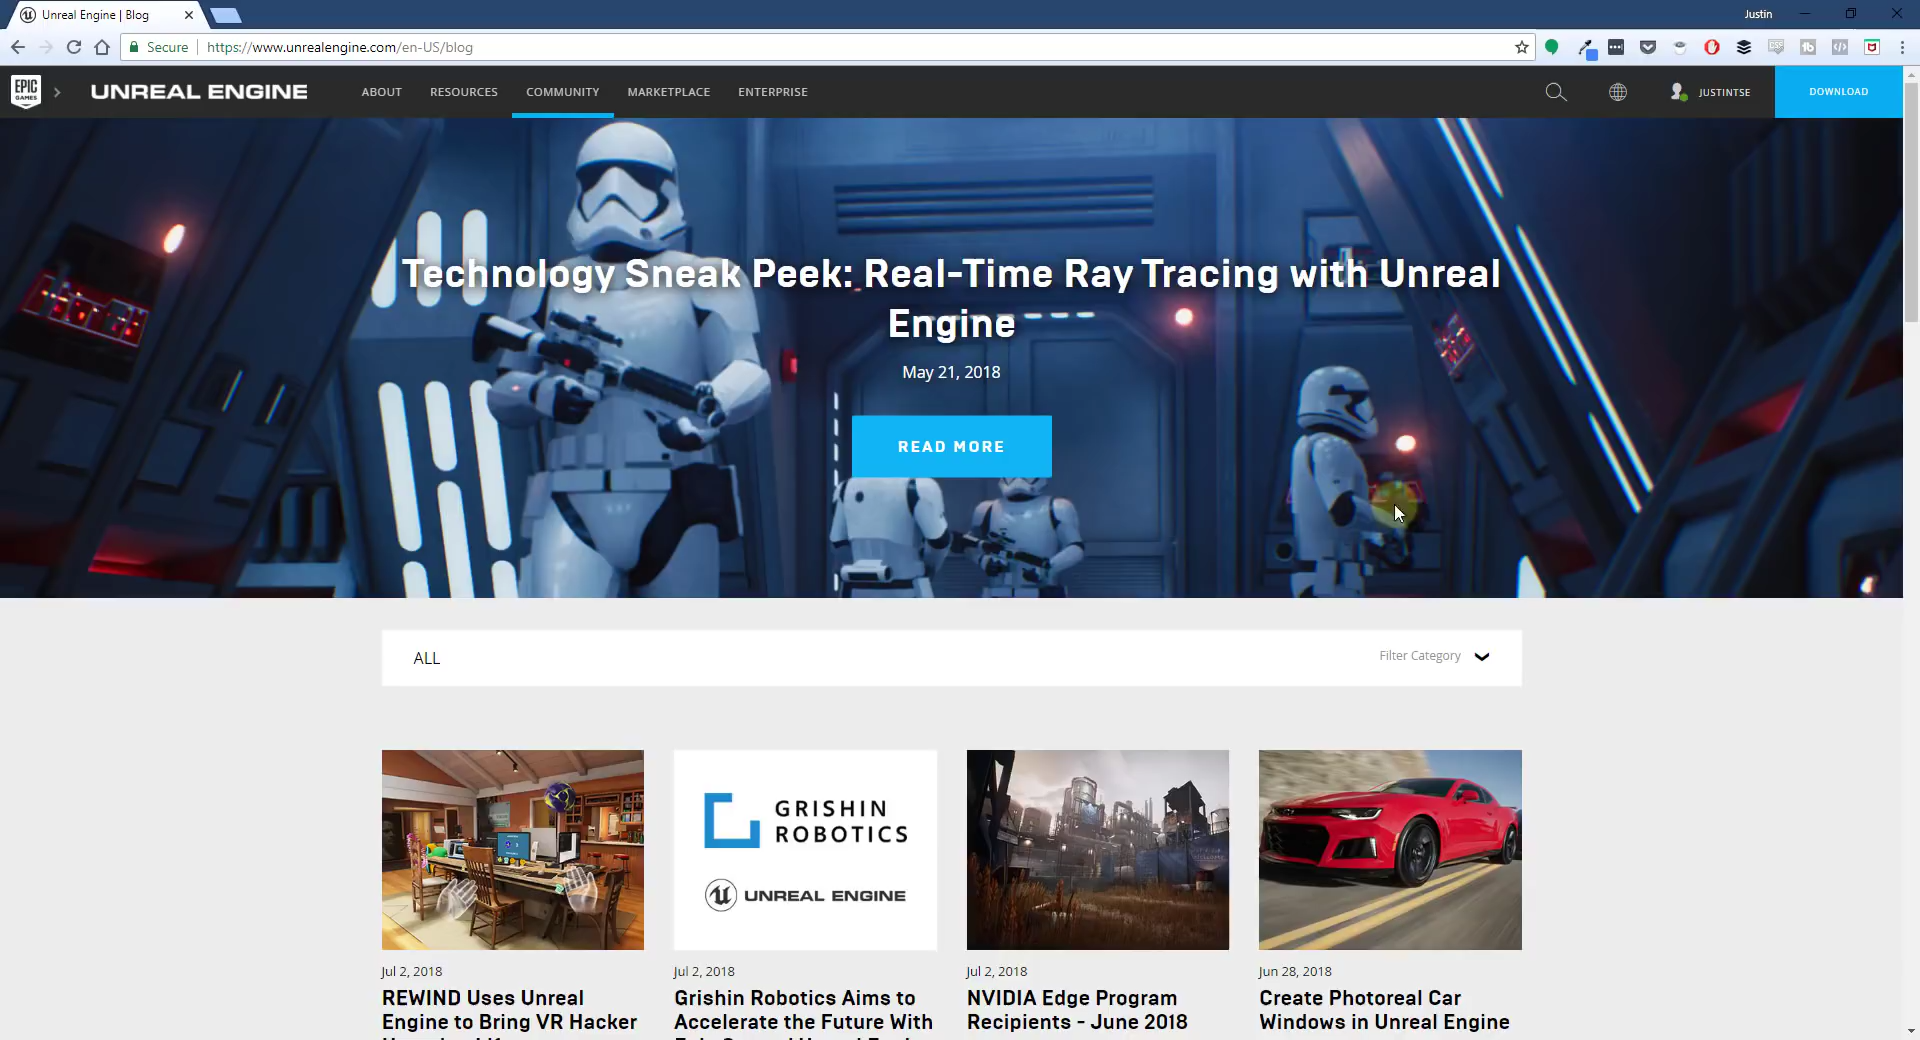 Unreal Engine | Blog
Justin
Secure
https://www.unrealengine.com/en-US/blog
EPIC GAMES
UNREAL ENGINE
ABOUT
RESOURCES
COMMUNITY
MARKETPLACE
ENTERPRISE
JUSTINTSE
DOWNLOAD
Technology Sneak Peek: Real-Time Ray Tracing with Unreal
Engine
May 21, 2018
READ MORE
ALL
Filter Category
GRISHIN
ROBOTICS
UNREAL ENGINE
Jul 2, 2018
REWIND Uses Unreal
Engine to Bring VR Hacker
Jul 2, 2018
Grishin Robotics Aims to
Accelerate the Future With
Jul 2, 2018
NVIDIA Edge Program
Recipients - June 2018
Jun 28, 2018
Create Photoreal Car
Windows in Unreal Engine